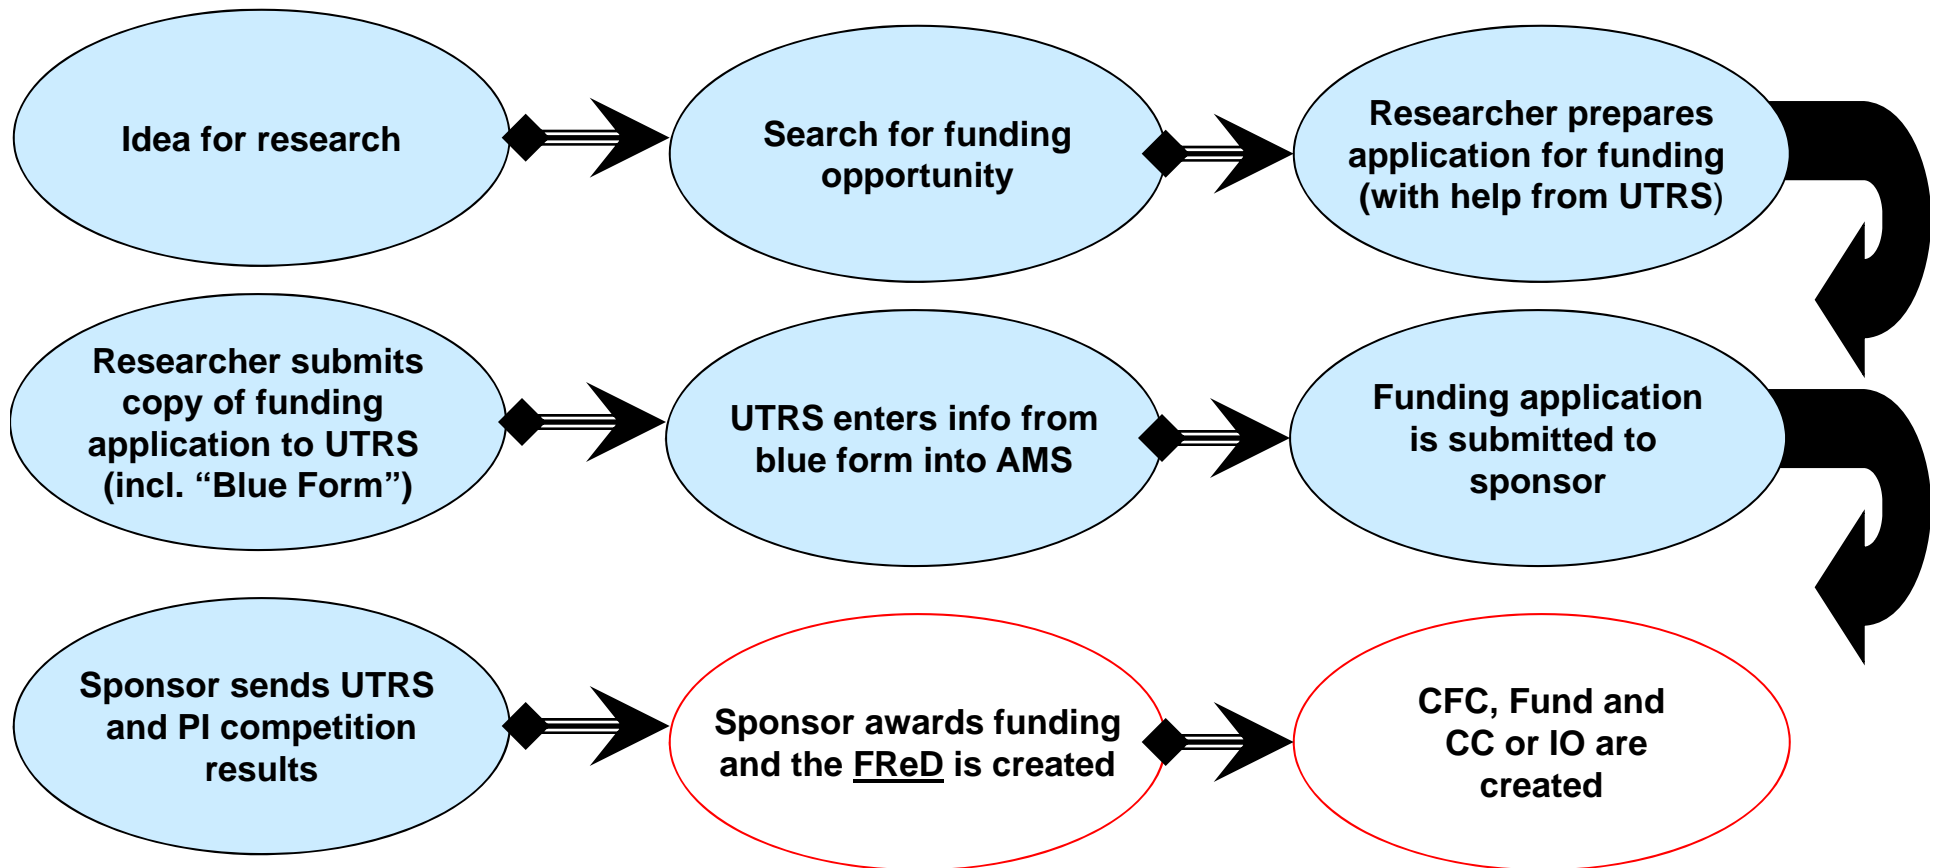 Idea for research
Search for funding
opportunity
Researcher prepares
application for funding
(with help from UTRS)
Researcher submits
copy of funding
application to UTRS
(incl. “Blue Form”)
UTRS enters info from
blue form into AMS
Funding application
is submitted to
sponsor
Sponsor sends UTRS
and PI competition
results
Sponsor awards funding
and the FReD is created
CFC, Fund and
CC or IO are
created